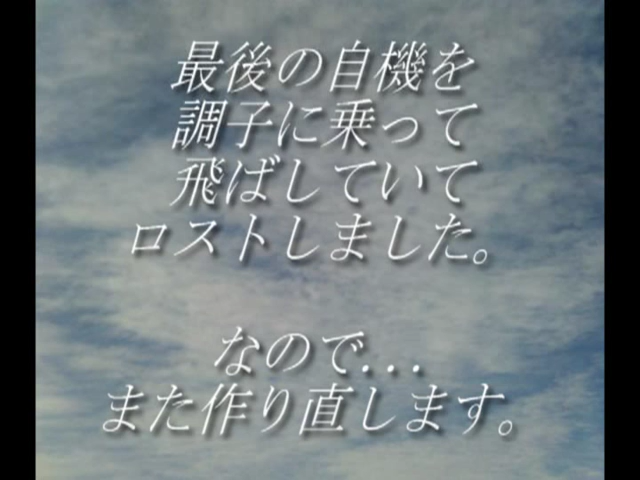 最後の自機を
調子に乗って
飛ばしていて
ロストしました。
なので...
また作り直します。